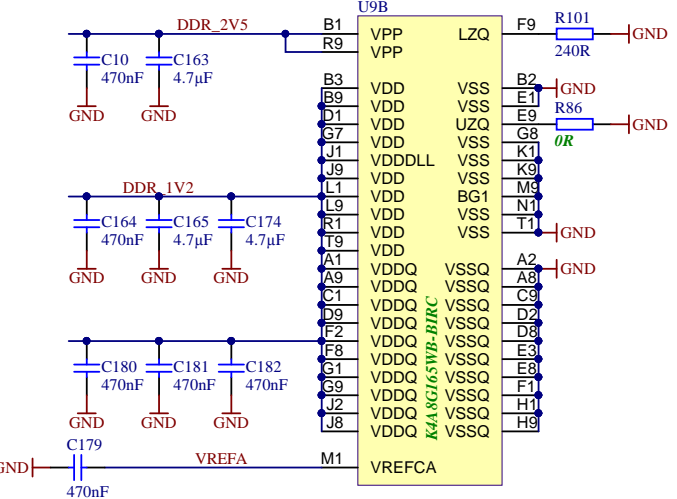 U9B
DDR_2V5
C10
470nF
GND
C163
4.7µF
GND
B1 VPP
R9 VPP
B3 VDD
B9 VDD
D1 VDD
G7 VDD
J1 VDDDLL
J9 VDD
L1 VDD
L9 VDD
R1 VDD
T9 VDD
A1 VDDQ
A9 VDDQ
C1 VDDQ
D9 VDDQ
F2 VDDQ
F8 VDDQ
G1 VDDQ
G9 VDDQ
J2 VDDQ
J8 VDDQ
M1 VREFCA
LZQ F9
VSS B2
VSS E1
UZQ E9
VSS G8
VSS K1
VSS K9
BG1 M9
VSS N1
VSS T1
VSSQ A2
VSSQ A8
VSSQ C9
VSSQ D2
VSSQ D8
VSSQ E3
VSSQ E8
VSSQ F1
VSSQ H1
VSSQ H9
K4A8G165WB-BIRC
R101
240R
GND
GND
R86
0R
GND
GND
GND
DDR_1V2
C164
470nF
GND
C165
4.7µF
GND
C174
4.7µF
GND
C180
470nF
GND
C181
470nF
GND
C182
470nF
GND
C179
470nF
GND
VREFA